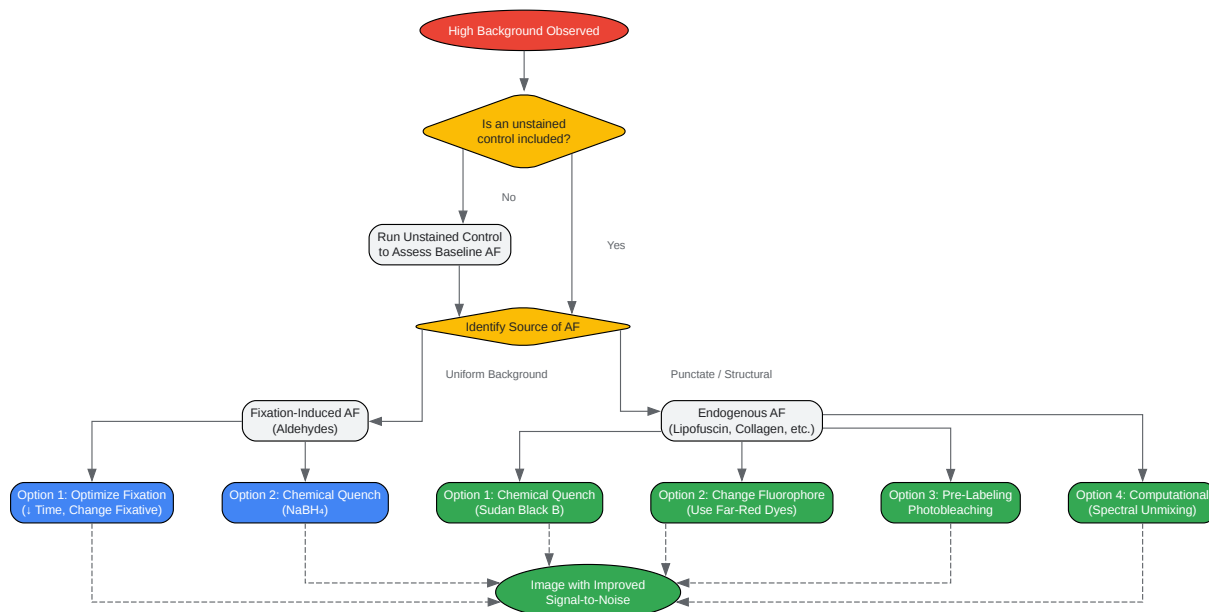 High Background Observed
Is an unstained
control included?
No
Yes
Run Unstained Control
to Assess Baseline AF
Identify Source of AF
Uniform Background
Punctate / Structural
Fixation-Induced AF
(Aldehydes)
Endogenous AF
(Lipofuscin, Collagen, etc.)
Option 1: Optimize Fixation
(↓ Time, Change Fixative)
Option 2: Chemical Quench
(NaBH₄)
Option 1: Chemical Quench
(Sudan Black B)
Option 2: Change Fluorophore
(Use Far-Red Dyes)
Option 3: Pre-Labeling
Photobleaching
Option 4: Computational
(Spectral Unmixing)
Image with Improved
Signal-to-Noise